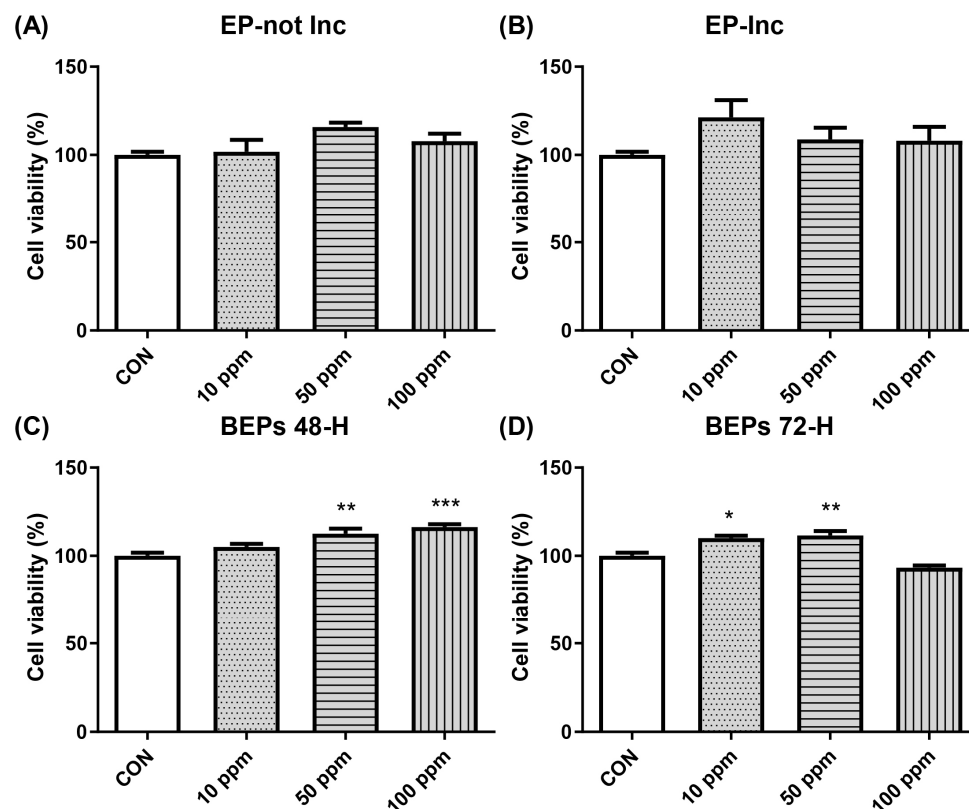 (A) EP-not Inc
Cell viability (%)
150
100
50
0
CON 10 ppm 50 ppm 100 ppm
(B) EP-Inc
Cell viability (%)
150
100
50
0
CON 10 ppm 50 ppm 100 ppm
(C) BEPs 48-H
Cell viability (%)
150
100
50
0
** ***
CON 10 ppm 50 ppm 100 ppm
(D) BEPs 72-H
Cell viability (%)
150
100
50
0
* **
CON 10 ppm 50 ppm 100 ppm